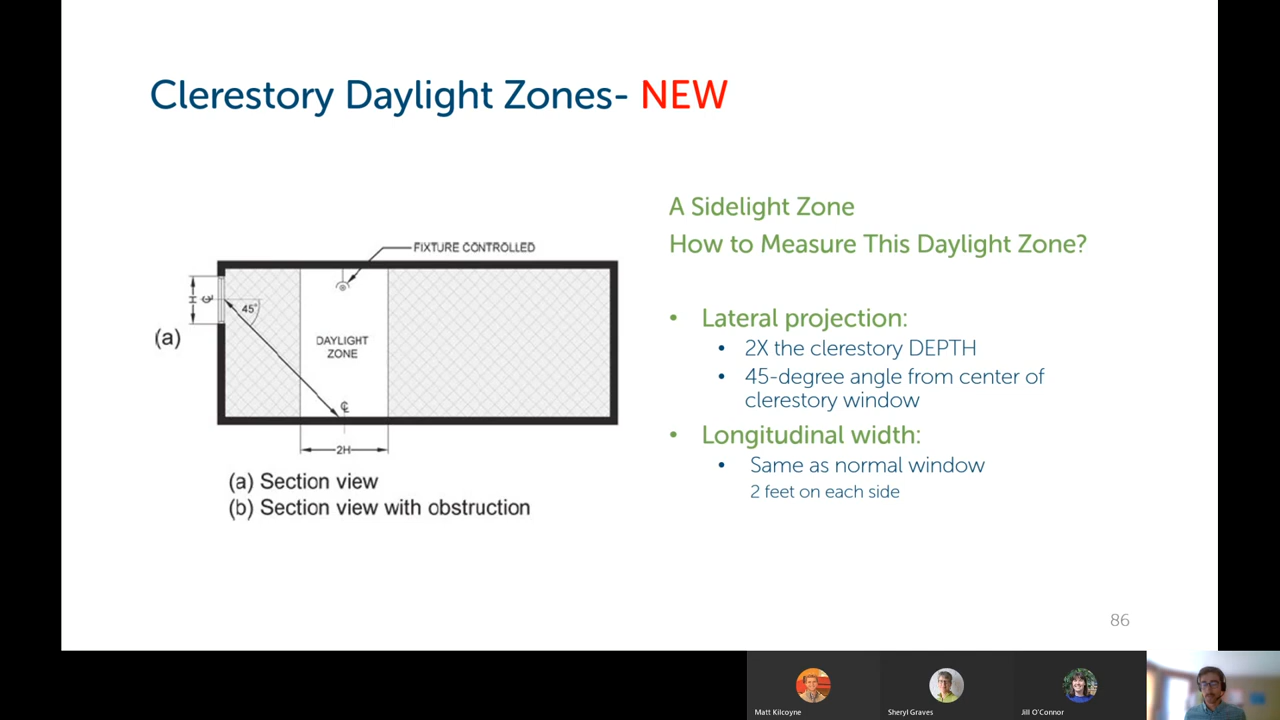 Clerestory Daylight Zones- NEW
A Sidelight Zone
How to Measure This Daylight Zone?
• Lateral projection:
• 2X the clerestory DEPTH
• 45-degree angle from center of
clerestory window
• Longitudinal width:
• Same as normal window
2 feet on each side
FIXTURE CONTROLLED
H
℄
45°
(a)
DAYLIGHT
ZONE
℄
2H
(a) Section view
(b) Section view with obstruction
86
Matt Kilcoyne
Sheryl Graves
Jill O'Connor